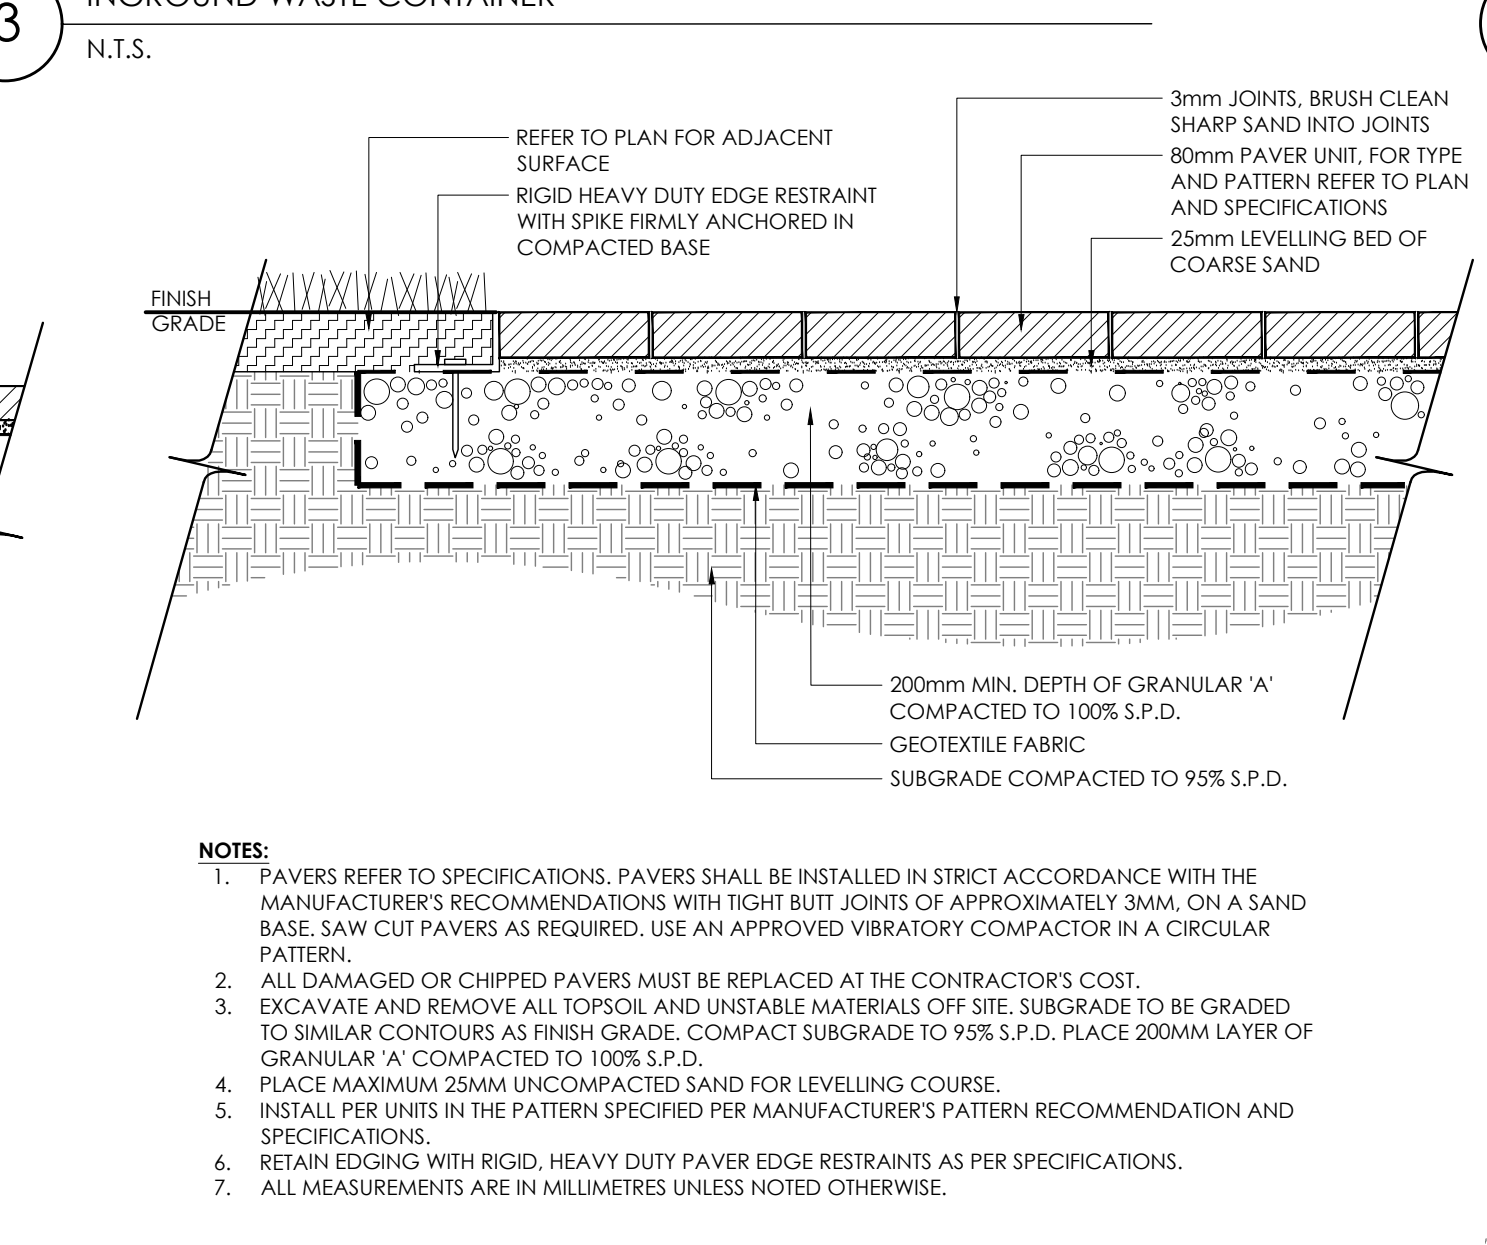 3
INGROUND WASTE CONTAINER
N.T.S.
3mm JOINTS, BRUSH CLEAN
SHARP SAND INTO JOINTS
REFER TO PLAN FOR ADJACENT
SURFACE
80mm PAVER UNIT, FOR TYPE
AND PATTERN REFER TO PLAN
AND SPECIFICATIONS
RIGID HEAVY DUTY EDGE RESTRAINT
WITH SPIKE FIRMLY ANCHORED IN
COMPACTED BASE
25mm LEVELLING BED OF
COARSE SAND
FINISH
GRADE
200mm MIN. DEPTH OF GRANULAR 'A'
COMPACTED TO 100% S.P.D.
GEOTEXTILE FABRIC
SUBGRADE COMPACTED TO 95% S.P.D.
NOTES:
1. PAVERS REFER TO SPECIFICATIONS. PAVERS SHALL BE INSTALLED IN STRICT ACCORDANCE WITH THE
MANUFACTURER'S RECOMMENDATIONS WITH TIGHT BUTT JOINTS OF APPROXIMATELY 3MM, ON A SAND
BASE. SAW CUT PAVERS AS REQUIRED. USE AN APPROVED VIBRATORY COMPACTOR IN A CIRCULAR
PATTERN.
2. ALL DAMAGED OR CHIPPED PAVERS MUST BE REPLACED AT THE CONTRACTOR'S COST.
3. EXCAVATE AND REMOVE ALL TOPSOIL AND UNSTABLE MATERIALS OFF SITE. SUBGRADE TO BE GRADED
TO SIMILAR CONTOURS AS FINISH GRADE. COMPACT SUBGRADE TO 95% S.P.D. PLACE 200MM LAYER OF
GRANULAR 'A' COMPACTED TO 100% S.P.D.
4. PLACE MAXIMUM 25MM UNCOMPACTED SAND FOR LEVELLING COURSE.
5. INSTALL PER UNITS IN THE PATTERN SPECIFIED PER MANUFACTURER'S PATTERN RECOMMENDATION AND
SPECIFICATIONS.
6. RETAIN EDGING WITH RIGID, HEAVY DUTY PAVER EDGE RESTRAINTS AS PER SPECIFICATIONS.
7. ALL MEASUREMENTS ARE IN MILLIMETRES UNLESS NOTED OTHERWISE.